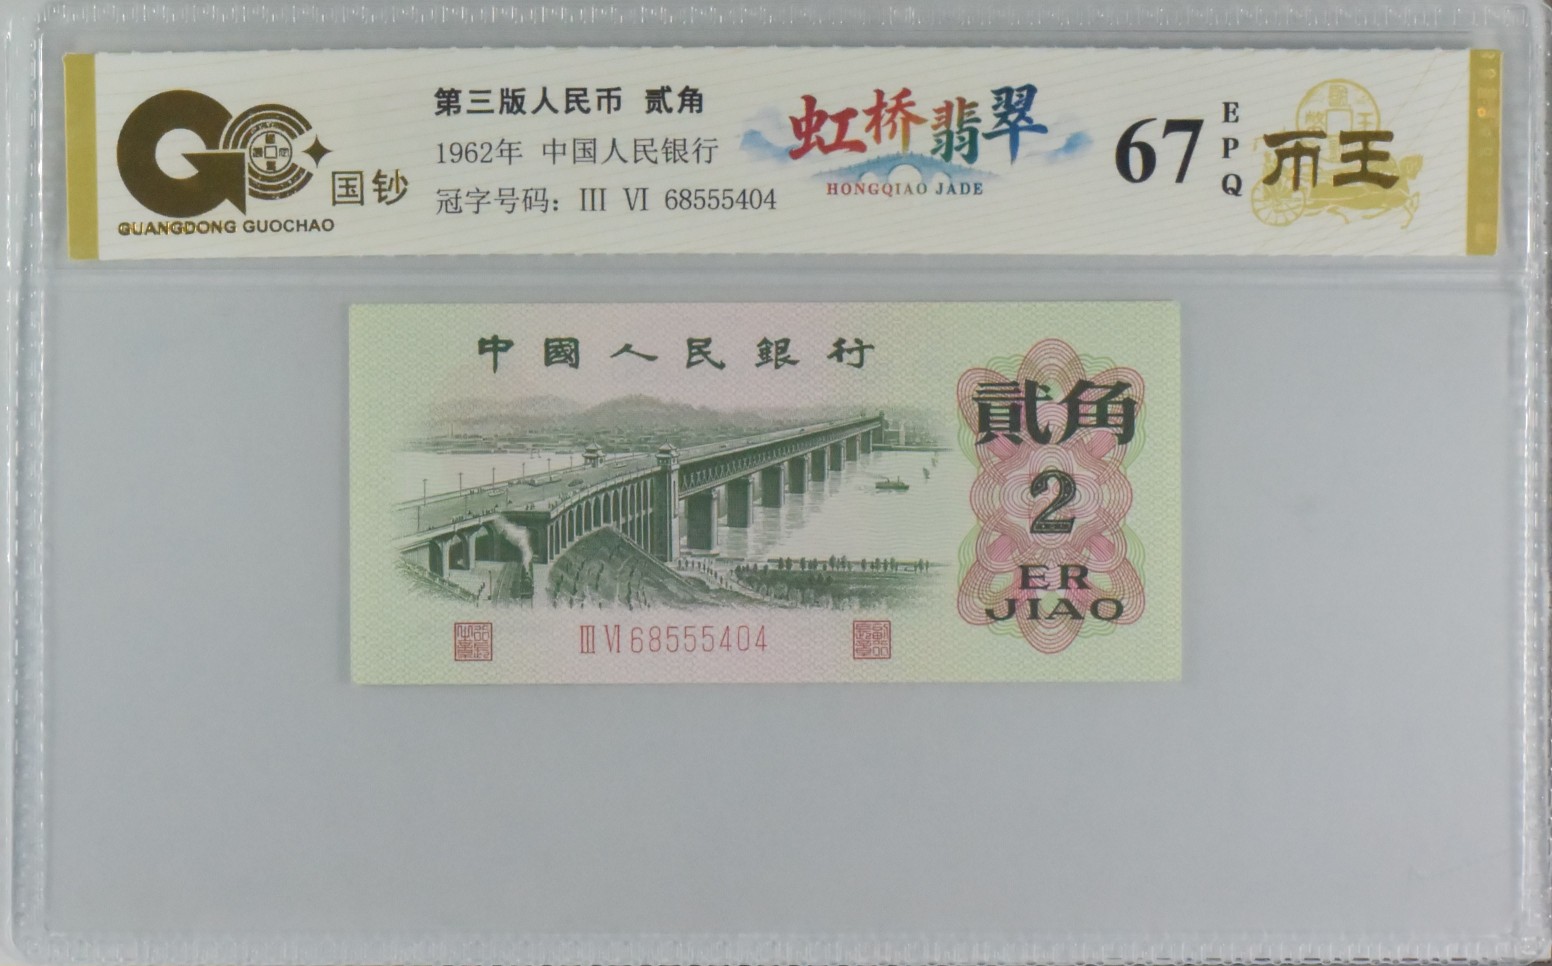 第三版人民币 贰角
1962年 中国人民银行
冠字号码：III VI 68555404
国钞
GUANGDONG GUOCHAO
虹桥翡翠
HONGQIAO JADE
67
EPQ
币王
中國人民銀行
貳角
2
ER
JIAO
III VI 68555404